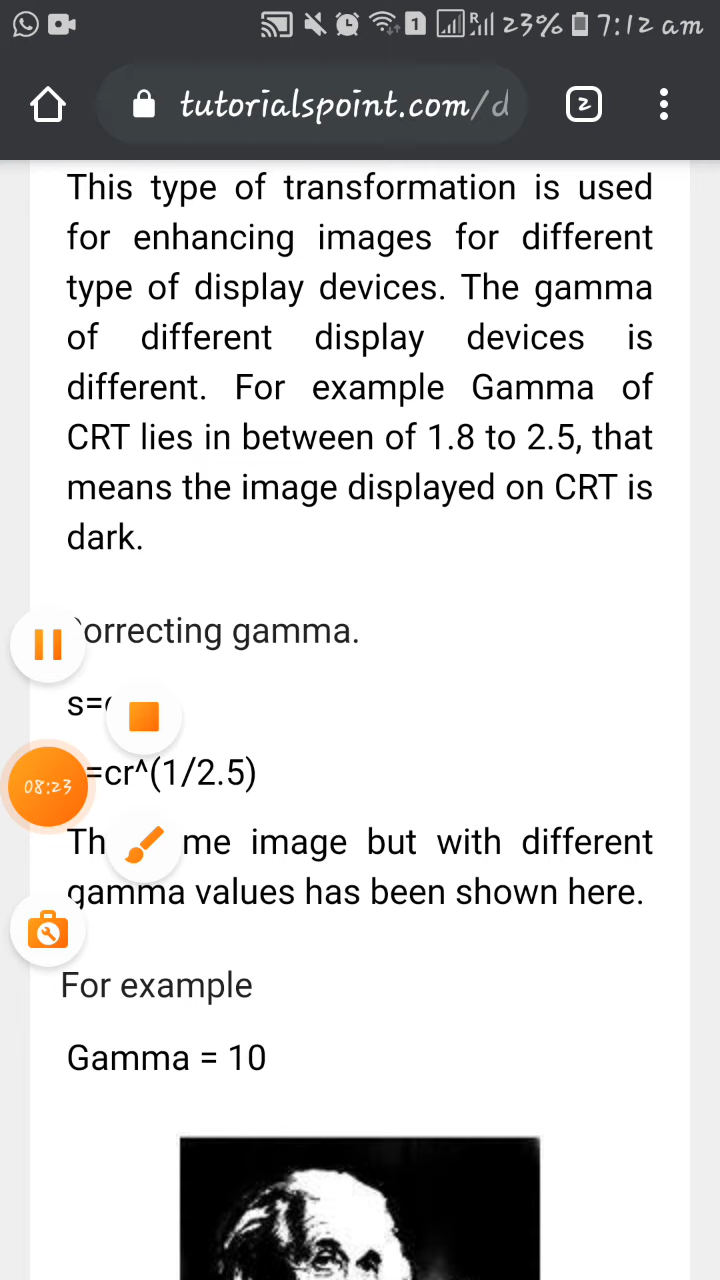 1 R 23% 7:12 am
tutorialspoint.com/d
2
This type of transformation is used
for enhancing images for different
type of display devices. The gamma
of different display devices is
different. For example Gamma of
CRT lies in between of 1.8 to 2.5, that
means the image displayed on CRT is
dark.
orrecting gamma.
s=
08:23
=cr^(1/2.5)
Th me image but with different
gamma values has been shown here.
For example
Gamma = 10